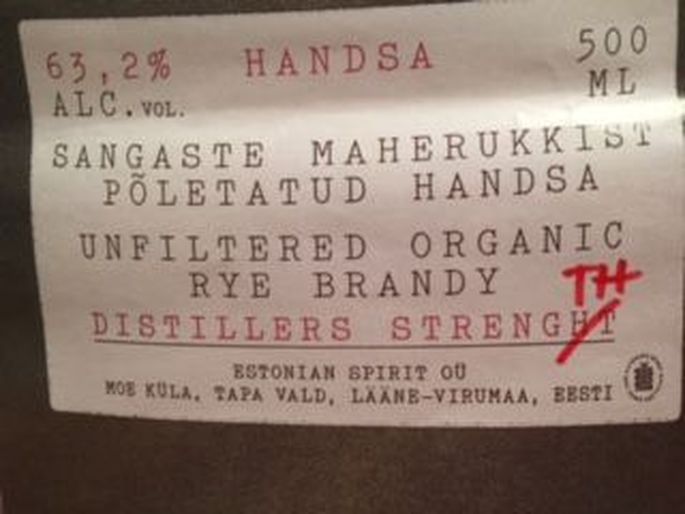 63,2% HANDSA 500
ALC.VOL. ML
SANGASTE MAHERUKKIST
PÕLETATUD HANDSA
UNFILTERED ORGANIC
RYE BRANDY
TH
DISTILLERS STRENGHT
ESTONIAN SPIRIT OÜ
MOE KÜLA, TAPA VALD, LÄÄNE-VIRUMAA, EESTI